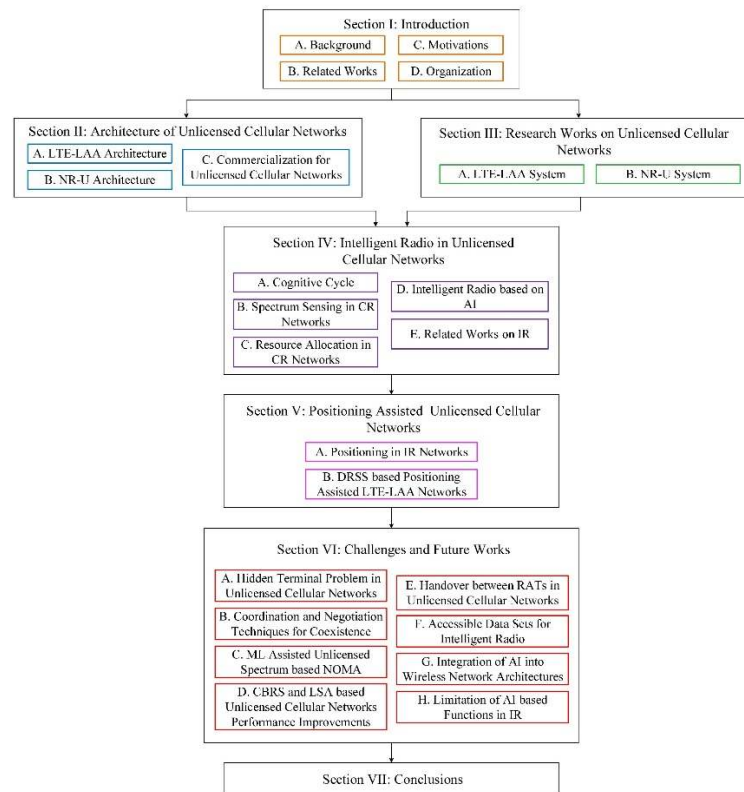 Section I: Introduction
A. Background
C. Motivations
B. Related Works
D. Organization
Section II: Architecture of Unlicensed Cellular Networks
A. LTE-LAA Architecture
B. NR-U Architecture
C. Commercialization for
Unlicensed Cellular Networks
Section III: Research Works on Unlicensed Cellular
Networks
A. LTE-LAA System
B. NR-U System
Section IV: Intelligent Radio in Unlicensed
Cellular Networks
A. Cognitive Cycle
B. Spectrum Sensing in CR
Networks
C. Resource Allocation in
CR Networks
D. Intelligent Radio based on
AI
E. Related Works on IR
Section V: Positioning Assisted Unlicensed Cellular
Networks
A. Positioning in IR Networks
B. DRSS based Positioning
Assisted LTE-LAA Networks
Section VI: Challenges and Future Works
A. Hidden Terminal Problem in
Unlicensed Cellular Networks
B. Coordination and Negotiation
Techniques for Coexistence
C. ML Assisted Unlicensed
Spectrum based NOMA
D. CBRS and LSA based
Unlicensed Cellular Networks
Performance Improvements
E. Handover between RATs in
Unlicensed Cellular Networks
F. Accessible Data Sets for
Intelligent Radio
G. Integration of AI into
Wireless Network Architectures
H. Limitation of AI based
Functions in IR
Section VII: Conclusions